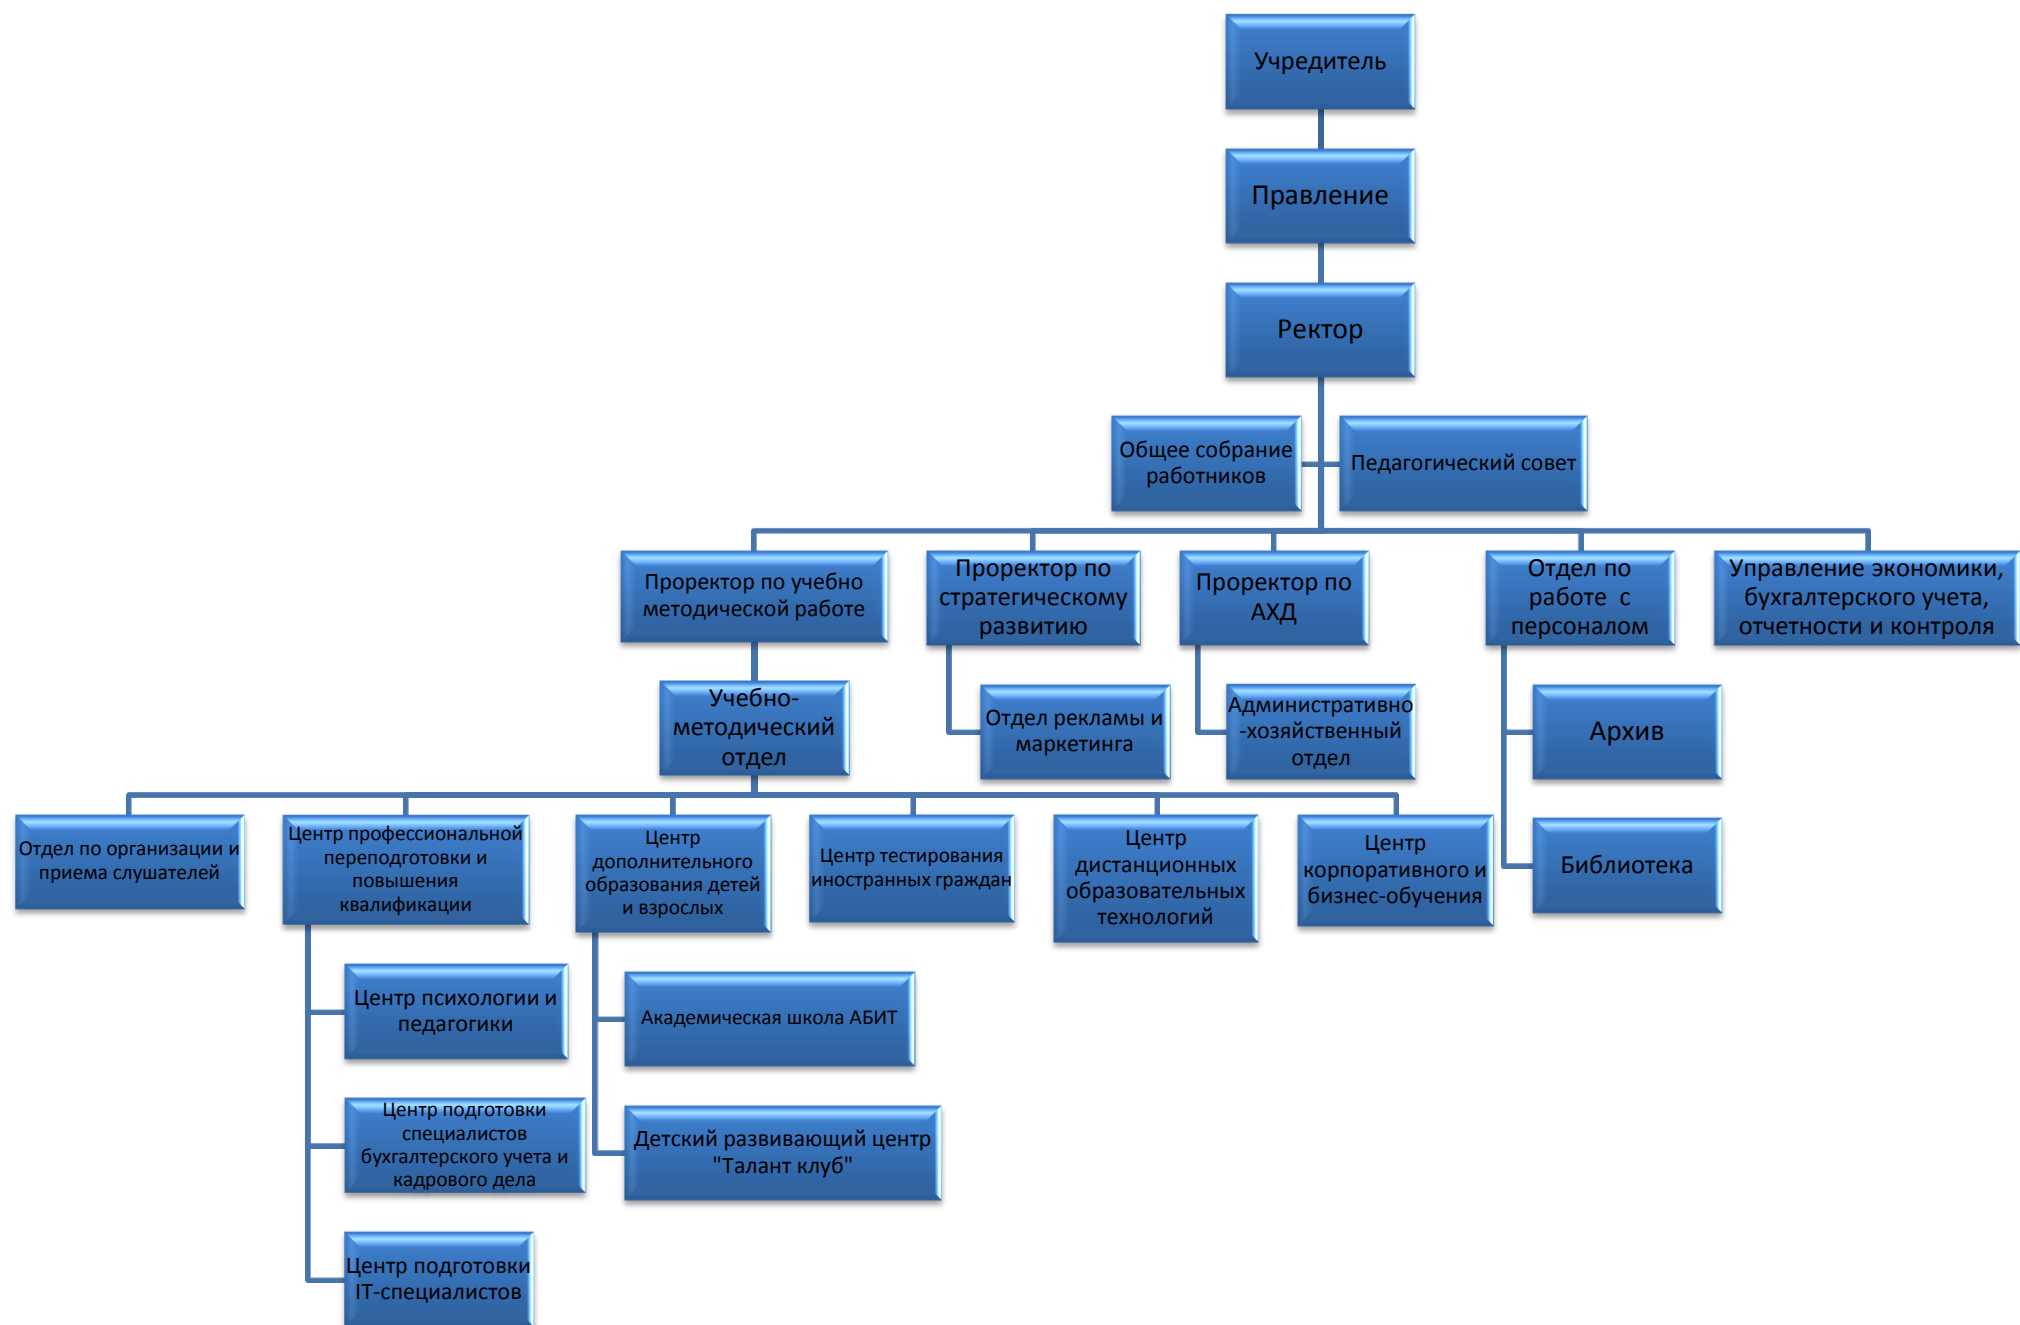 Учредитель
Правление
Ректор
Общее собрание
работников
Педагогический совет
Проректор по учебно
методической работе
Проректор по
стратегическому
развитию
Проректор по
АХД
Отдел по
работе с
персоналом
Управление экономики,
бухгалтерского учета,
отчетности и контроля
Учебно-
методический
отдел
Отдел рекламы и
маркетинга
Административно
-хозяйственный
отдел
Архив
Библиотека
Отдел по организации и
приема слушателей
Центр профессиональной
переподготовки и
повышения
квалификации
Центр
дополнительного
образования детей
и взрослых
Центр тестирования
иностранных граждан
Центр
дистанционных
образовательных
технологий
Центр
корпоративного и
бизнес-обучения
Центр психологии и
педагогики
Академическая школа АБИТ
Центр подготовки
специалистов
бухгалтерского учета и
кадрового дела
Детский развивающий центр
"Талант клуб"
Центр подготовки
IT-специалистов